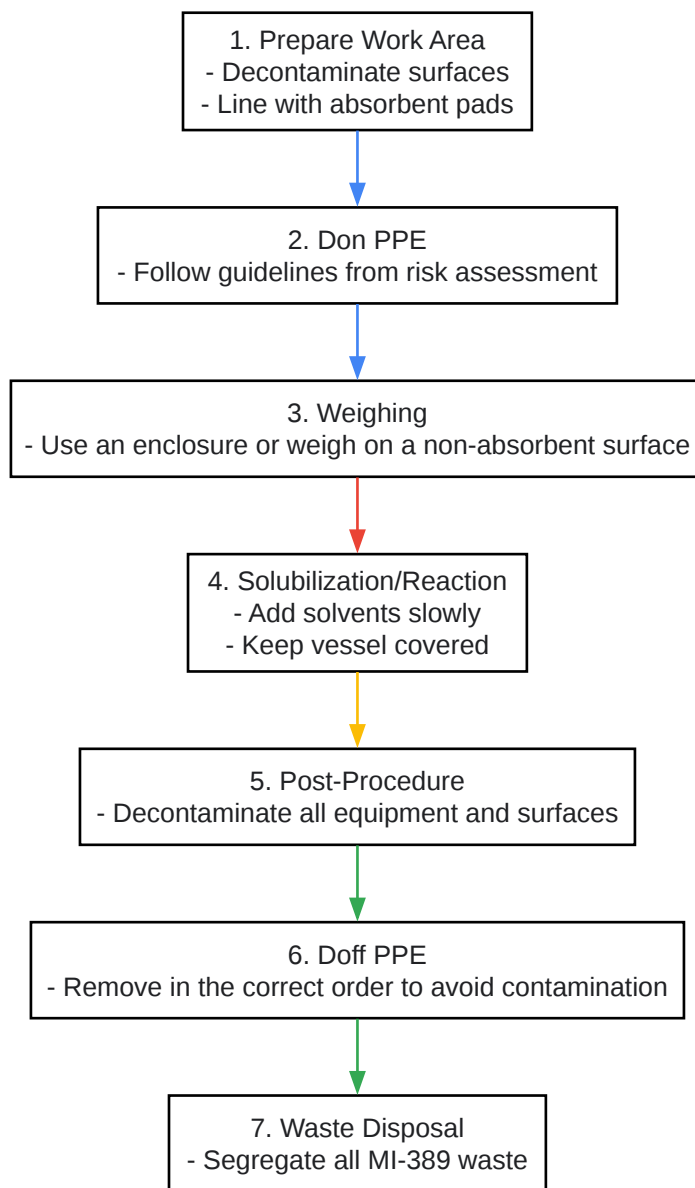 1. Prepare Work Area
- Decontaminate surfaces
- Line with absorbent pads
2. Don PPE
- Follow guidelines from risk assessment
3. Weighing
- Use an enclosure or weigh on a non-absorbent surface
4. Solubilization/Reaction
- Add solvents slowly
- Keep vessel covered
5. Post-Procedure
- Decontaminate all equipment and surfaces
6. Doff PPE
- Remove in the correct order to avoid contamination
7. Waste Disposal
- Segregate all MI-389 waste